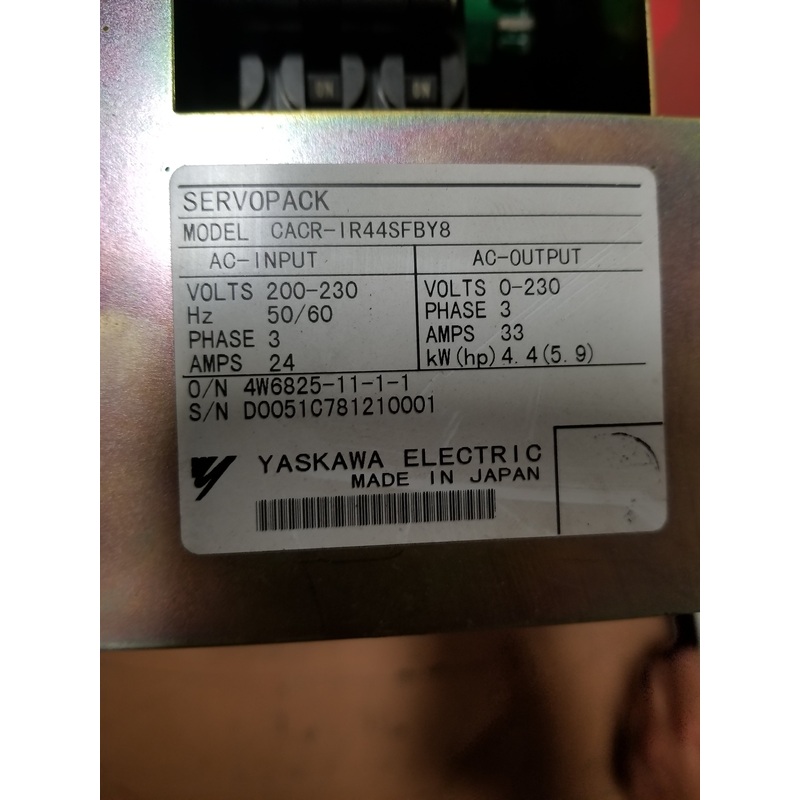 SERVOPACK
MODEL CACR-IR44SFBY8
AC-INPUT
VOLTS 200-230
Hz 50/60
PHASE 3
AMPS 24
AC-OUTPUT
VOLTS 0-230
PHASE 3
AMPS 33
kW(hp) 4.4(5.9)
O/N 4W6825-11-1-1
S/N D0051C781210001
YASKAWA ELECTRIC
MADE IN JAPAN